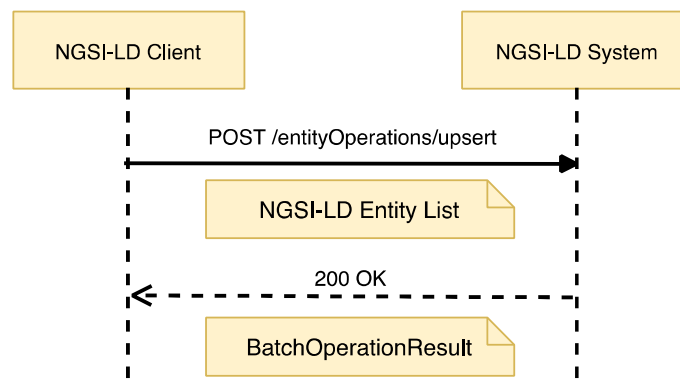 NGSI-LD Client
NGSI-LD System
POST /entityOperations/upsert
NGSI-LD Entity List
200 OK
BatchOperationResult